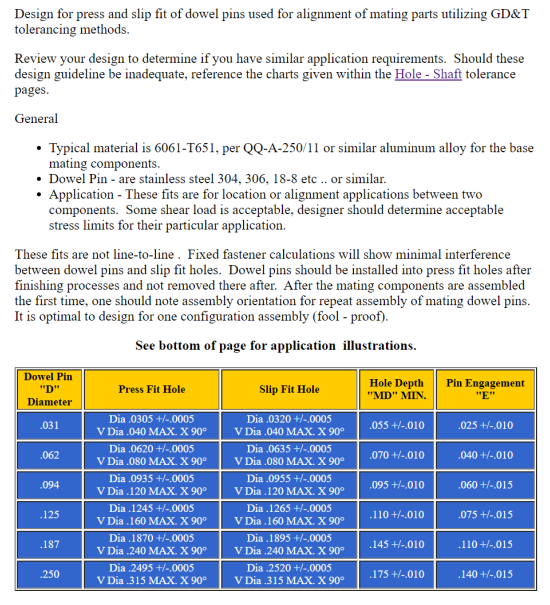 Design for press and slip fit of dowel pins used for alignment of mating parts utilizing GD&T
tolerancing methods.
Review your design to determine if you have similar application requirements. Should these
design guideline be inadequate, reference the charts given within the Hole - Shaft tolerance
pages.
General
• Typical material is 6061-T651, per QQ-A-250/11 or similar aluminum alloy for the base
mating components.
• Dowel Pin - are stainless steel 304, 306, 18-8 etc .. or similar.
• Application - These fits are for location or alignment applications between two
components. Some shear load is acceptable, designer should determine acceptable
stress limits for their particular application.
These fits are not line-to-line . Fixed fastener calculations will show minimal interference
between dowel pins and slip fit holes. Dowel pins should be installed into press fit holes after
finishing processes and not removed there after. After the mating components are assembled
the first time, one should note assembly orientation for repeat assembly of mating dowel pins.
It is optimal to design for one configuration assembly (fool - proof).
See bottom of page for application illustrations.
Dowel Pin
"D"
Diameter
Press Fit Hole
Slip Fit Hole
Hole Depth
"MD" MIN.
Pin Engagement
"E"
.031
Dia .0305 +/-.0005
V Dia .040 MAX. X 90°
Dia .0320 +/-.0005
V Dia .040 MAX. X 90°
.055 +/-.010
.025 +/-.010
.062
Dia .0620 +/-.0005
V Dia .080 MAX. X 90°
Dia .0635 +/-.0005
V Dia .080 MAX. X 90°
.070 +/-.010
.040 +/-.010
.094
Dia .0935 +/-.0005
V Dia .120 MAX. X 90°
Dia .0955 +/-.0005
V Dia .120 MAX. X 90°
.095 +/-.010
.060 +/-.015
.125
Dia .1245 +/-.0005
V Dia .160 MAX. X 90°
Dia .1265 +/-.0005
V Dia .160 MAX. X 90°
.110 +/-.010
.075 +/-.015
.187
Dia .1870 +/-.0005
V Dia .240 MAX. X 90°
Dia .1895 +/-.0005
V Dia .240 MAX. X 90°
.145 +/-.010
.110 +/-.015
.250
Dia .2495 +/-.0005
V Dia .315 MAX. X 90°
Dia .2520 +/-.0005
V Dia .315 MAX. X 90°
.175 +/-.010
.140 +/-.015